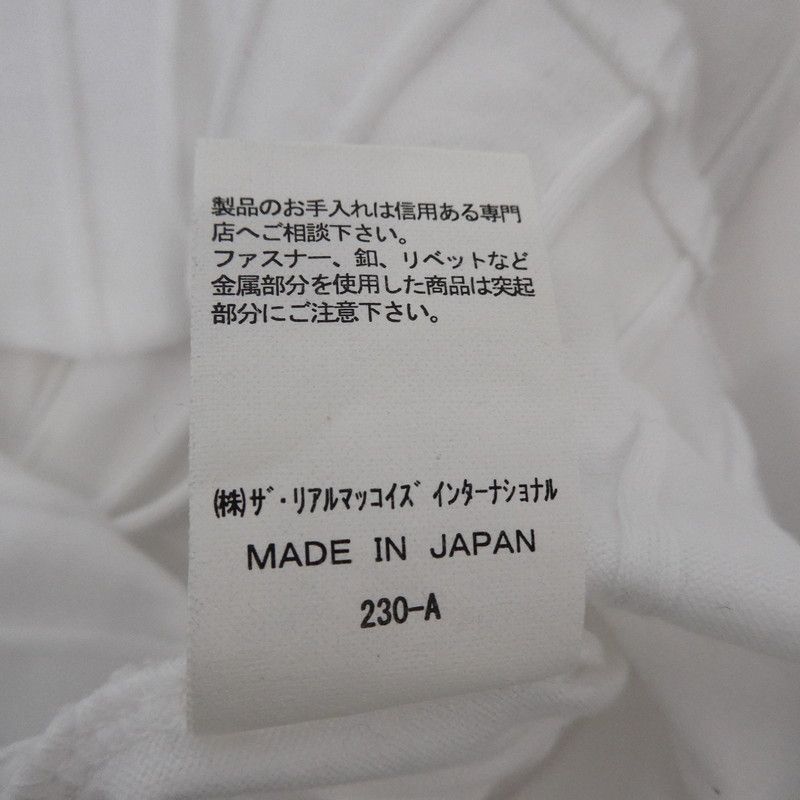 製品のお手入れは信用ある専門
店へご相談下さい。
ファスナー、釦、リベットなど
金属部分を使用した商品は突起
部分にご注意下さい。
㈱ｻﾞ・ﾘｱﾙﾏｯｺｲｽﾞ ｲﾝﾀｰﾅｼｮﾅﾙ
MADE IN JAPAN
230-A